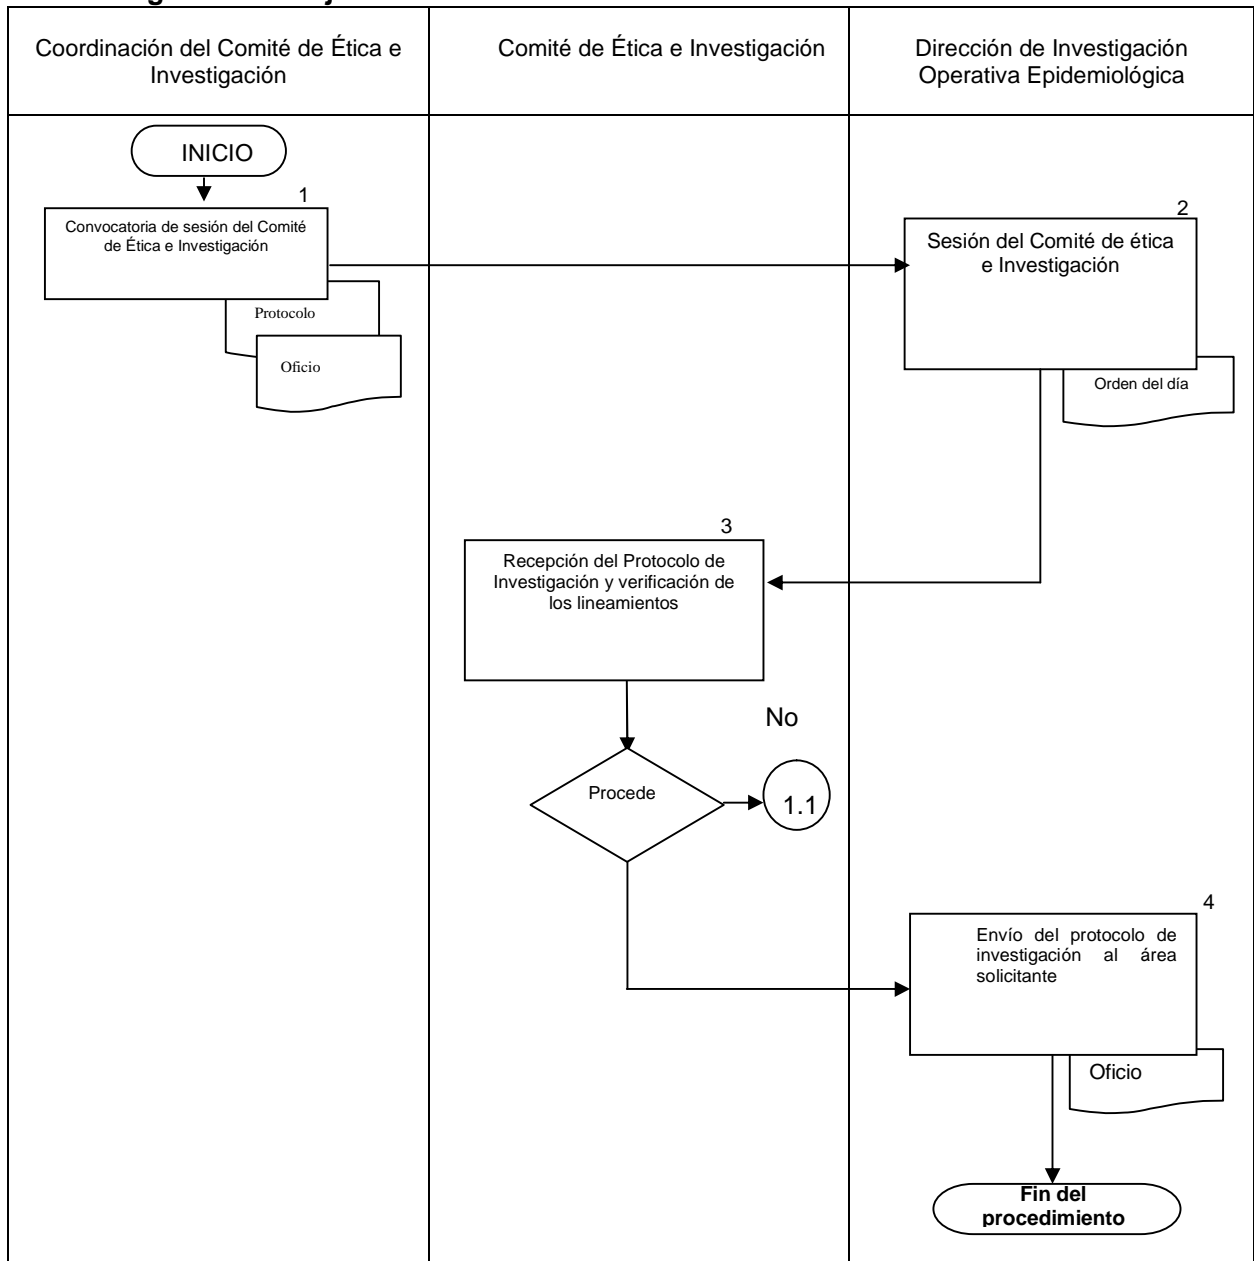 Coordinación del Comité de Ética e
Investigación
Comité de Ética e Investigación
Dirección de Investigación
Operativa Epidemiológica
INICIO
1
Convocatoria de sesión del Comité
de Ética e Investigación
Protocolo
Oficio
2
Sesión del Comité de ética
e Investigación
Orden del día
3
Recepción del Protocolo de
Investigación y verificación de
los lineamientos
No
Procede
1.1
4
Envío del protocolo de
investigación al área
solicitante
Oficio
Fin del
procedimiento